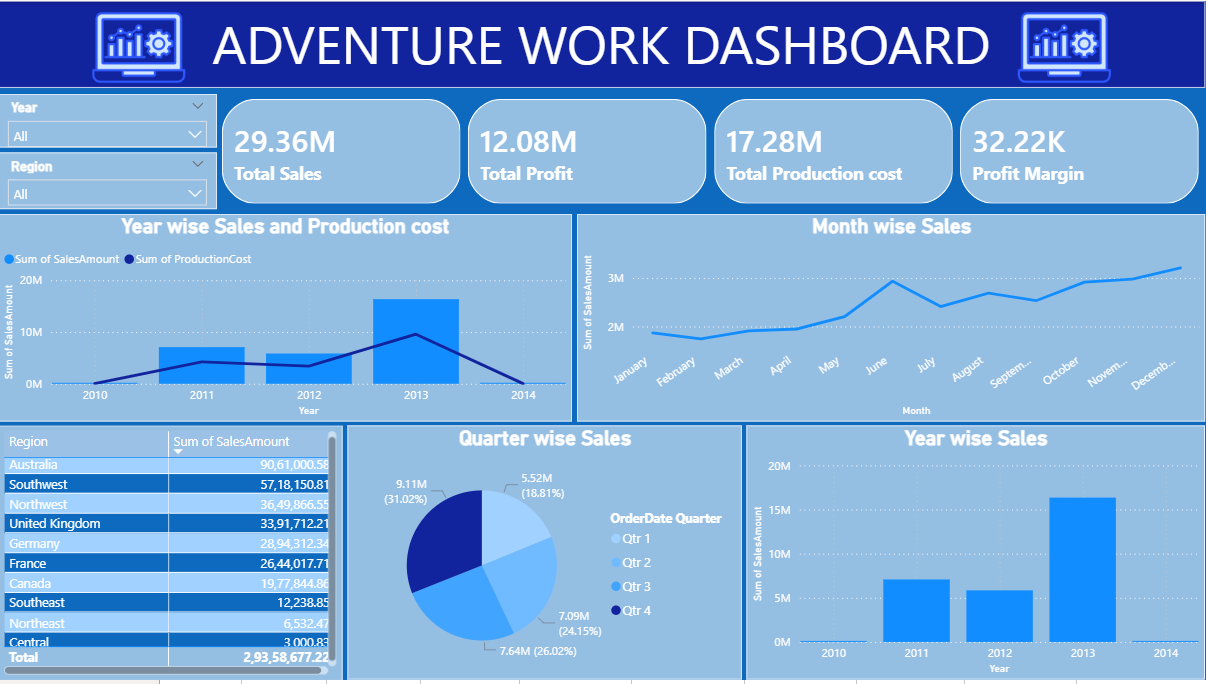 ADVENTURE WORK DASHBOARD
Year
All
Region
All
29.36M
Total Sales
12.08M
Total Profit
17.28M
Total Production cost
32.22K
Profit Margin
Year wise Sales and Production cost
Sum of SalesAmount Sum of ProductionCost
Sum of SalesAmount
20M
10M
0M
2010 2011 2012 2013 2014
Year
Month wise Sales
Sum of SalesAmount
3M
2M
January February March April May June July August Septem... October Novem... Decemb...
Month
Region Sum of SalesAmount
Australia 90,61,000.58
Southwest 57,18,150.81
Northwest 36,49,866.55
United Kingdom 33,91,712.21
Germany 28,94,312.34
France 26,44,017.71
Canada 19,77,844.86
Southeast 12,238.85
Northeast 6,532.47
Central 3,000.83
Total 2,93,58,677.22
Quarter wise Sales
9.11M
(31.02%)
5.52M
(18.81%)
7.09M
(24.15%)
7.64M (26.02%)
OrderDate Quarter
Qtr 1
Qtr 2
Qtr 3
Qtr 4
Year wise Sales
Sum of SalesAmount
20M
15M
10M
5M
0M
2010 2011 2012 2013 2014
Year